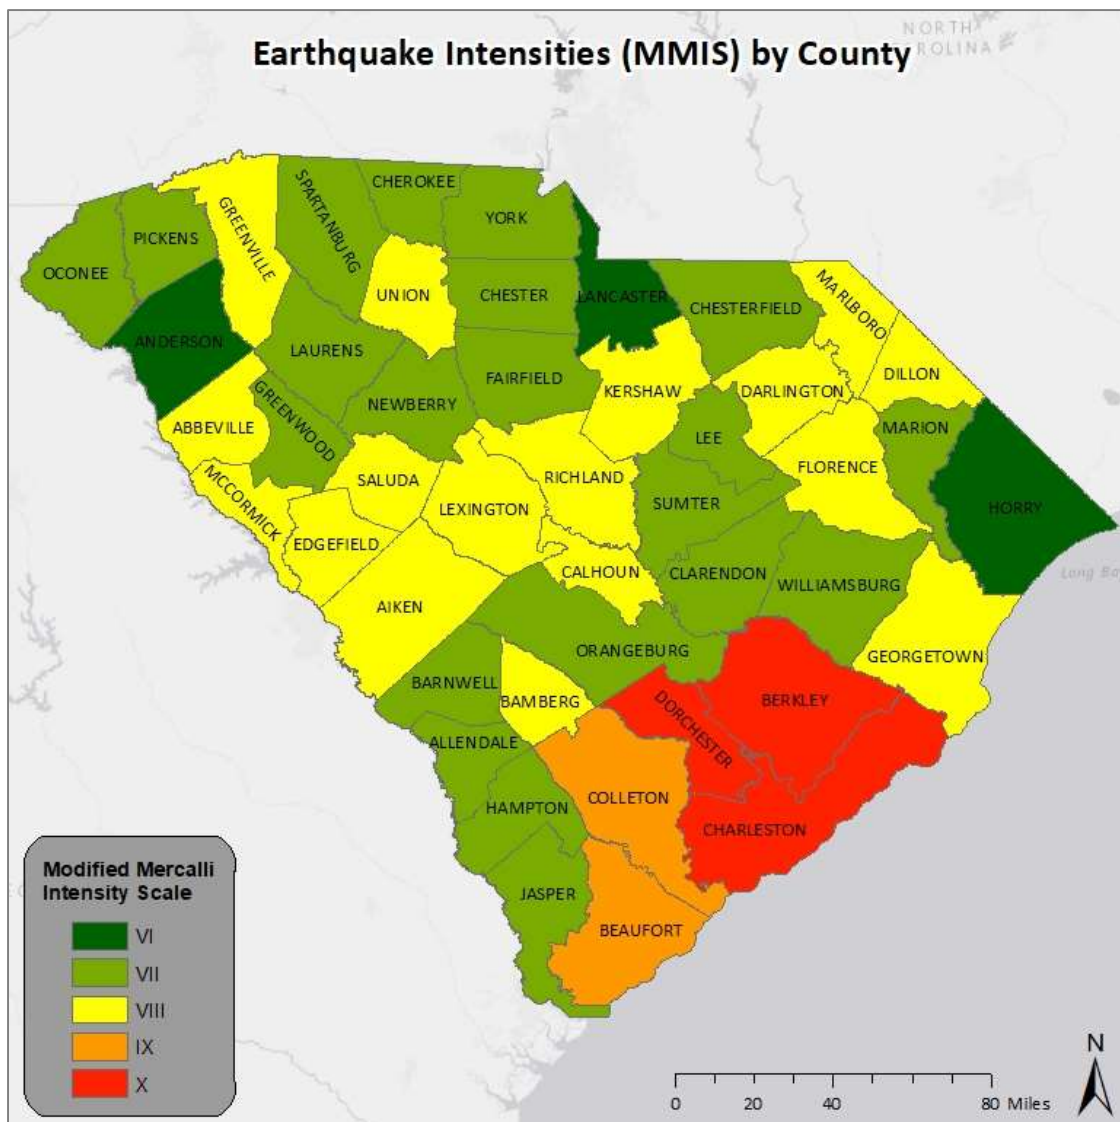 Earthquake Intensities (MMIS) by County
NORTH
CAROLINA
CHEROKEE
SPARTANBURG
GREENVILLE
YORK
PICKENS
OCONEE
UNION
CHESTER
LANCASTER
CHESTERFIELD
MARLBORO
ANDERSON
LAURENS
FAIRFIELD
KERSHAW
DARLINGTON
DILLON
NEWBERRY
GREENWOOD
ABBEVILLE
LEE
MARION
SALUDA
RICHLAND
FLORENCE
MCCORMICK
LEXINGTON
SUMTER
HORRY
EDGEFIELD
CALHOUN
CLARENDON
WILLIAMSBURG
Long Ba
AIKEN
ORANGEBURG
GEORGETOWN
BARNWELL
BAMBERG
DORCHESTER
BERKLEY
ALLENDALE
HAMPTON
COLLETON
CHARLESTON
JASPER
BEAUFORT
Modified Mercalli
Intensity Scale
VI
VII
VIII
IX
X
N
0 20 40 80 Miles